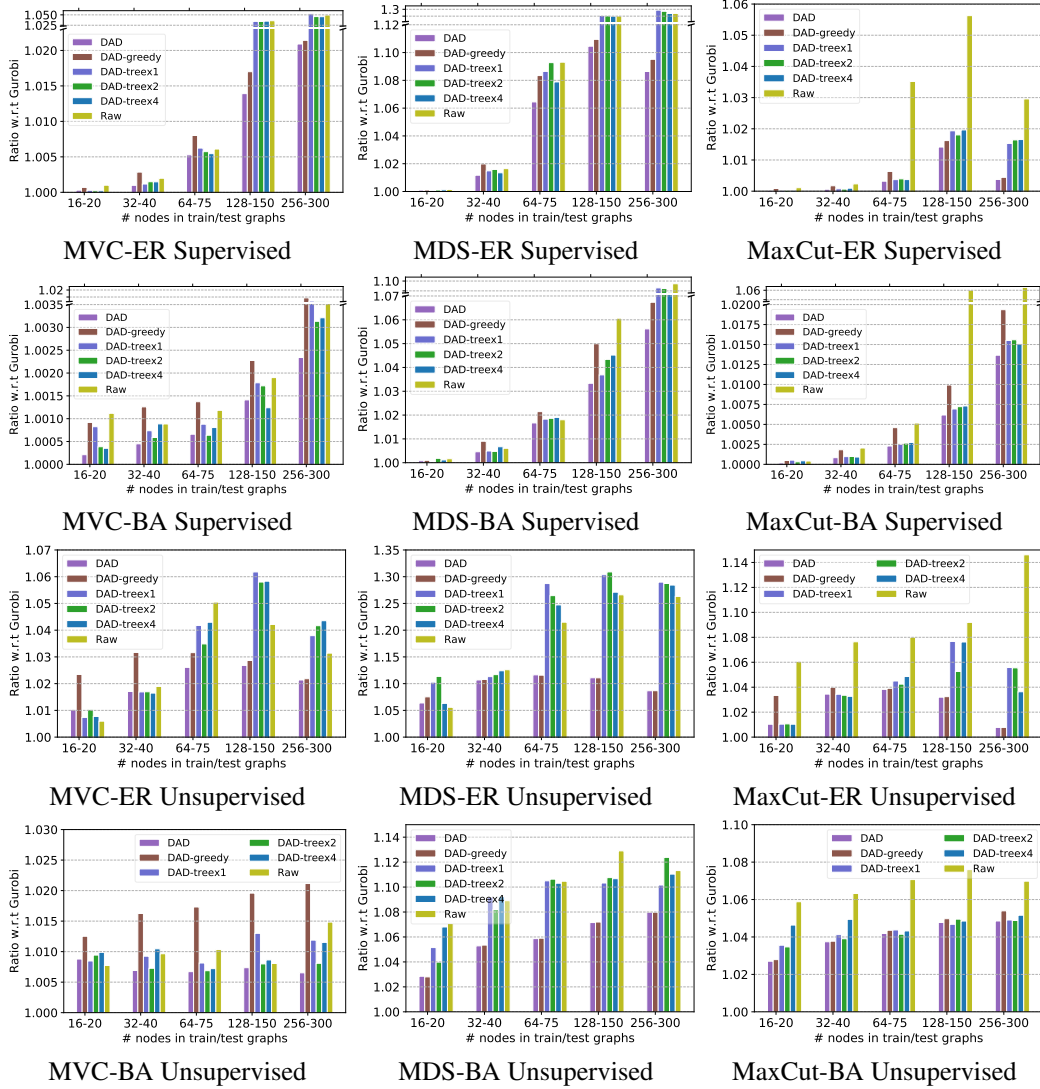 1.050
1.025
1.020
1.015
1.010
1.005
1.000
Ratio w.r.t Gurobi
DAD
DAD-greedy
DAD-treex1
DAD-treex2
DAD-treex4
Raw
16-20 32-40 64-75 128-150 256-300
# nodes in train/test graphs
MVC-ER Supervised
1.3
1.12
1.10
1.08
1.06
1.04
1.02
1.00
Ratio w.r.t Gurobi
DAD
DAD-greedy
DAD-treex1
DAD-treex2
DAD-treex4
Raw
16-20 32-40 64-75 128-150 256-300
# nodes in train/test graphs
MDS-ER Supervised
1.06
1.05
1.04
1.03
1.02
1.01
1.00
Ratio w.r.t Gurobi
DAD
DAD-greedy
DAD-treex1
DAD-treex2
DAD-treex4
Raw
16-20 32-40 64-75 128-150 256-300
# nodes in train/test graphs
MaxCut-ER Supervised
1.02
1.0035
1.0030
1.0025
1.0020
1.0015
1.0010
1.0005
1.0000
Ratio w.r.t Gurobi
DAD
DAD-greedy
DAD-treex1
DAD-treex2
DAD-treex4
Raw
16-20 32-40 64-75 128-150 256-300
# nodes in train/test graphs
MVC-BA Supervised
1.10
1.07
1.06
1.05
1.04
1.03
1.02
1.01
1.00
Ratio w.r.t Gurobi
DAD
DAD-greedy
DAD-treex1
DAD-treex2
DAD-treex4
Raw
16-20 32-40 64-75 128-150 256-300
# nodes in train/test graphs
MDS-BA Supervised
1.06
1.0200
1.0175
1.0150
1.0125
1.0100
1.0075
1.0050
1.0025
1.0000
Ratio w.r.t Gurobi
DAD
DAD-greedy
DAD-treex1
DAD-treex2
DAD-treex4
Raw
16-20 32-40 64-75 128-150 256-300
# nodes in train/test graphs
MaxCut-BA Supervised
1.07
1.06
1.05
1.04
1.03
1.02
1.01
1.00
Ratio w.r.t Gurobi
DAD
DAD-greedy
DAD-treex1
DAD-treex2
DAD-treex4
Raw
16-20 32-40 64-75 128-150 256-300
# nodes in train/test graphs
MVC-ER Unsupervised
1.35
1.30
1.25
1.20
1.15
1.10
1.05
1.00
Ratio w.r.t Gurobi
DAD
DAD-greedy
DAD-treex1
DAD-treex2
DAD-treex4
Raw
16-20 32-40 64-75 128-150 256-300
# nodes in train/test graphs
MDS-ER Unsupervised
1.14
1.12
1.10
1.08
1.06
1.04
1.02
1.00
Ratio w.r.t Gurobi
DAD DAD-treex2
DAD-greedy DAD-treex4
DAD-treex1 Raw
16-20 32-40 64-75 128-150 256-300
# nodes in train/test graphs
MaxCut-ER Unsupervised
1.030
1.025
1.020
1.015
1.010
1.005
1.000
Ratio w.r.t Gurobi
DAD DAD-treex2
DAD-greedy DAD-treex4
DAD-treex1 Raw
16-20 32-40 64-75 128-150 256-300
# nodes in train/test graphs
MVC-BA Unsupervised
1.14
1.12
1.10
1.08
1.06
1.04
1.02
1.00
Ratio w.r.t Gurobi
DAD
DAD-greedy
DAD-treex1
DAD-treex2
DAD-treex4
Raw
16-20 32-40 64-75 128-150 256-300
# nodes in train/test graphs
MDS-BA Unsupervised
1.10
1.08
1.06
1.04
1.02
1.00
Ratio w.r.t Gurobi
DAD DAD-treex2
DAD-greedy DAD-treex4
DAD-treex1 Raw
16-20 32-40 64-75 128-150 256-300
# nodes in train/test graphs
MaxCut-BA Unsupervised